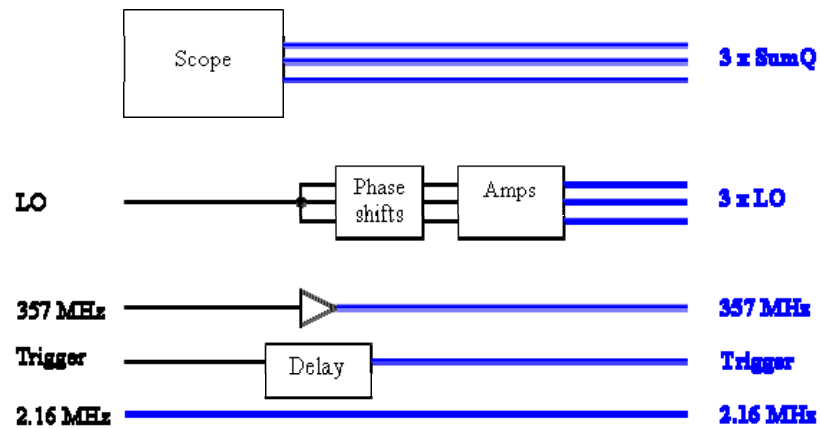 Scope
3 x SumQ
LO
Phase
shifts
Amps
3 x LO
357 MHz
357 MHz
Trigger
Delay
Trigger
2.16 MHz
2.16 MHz